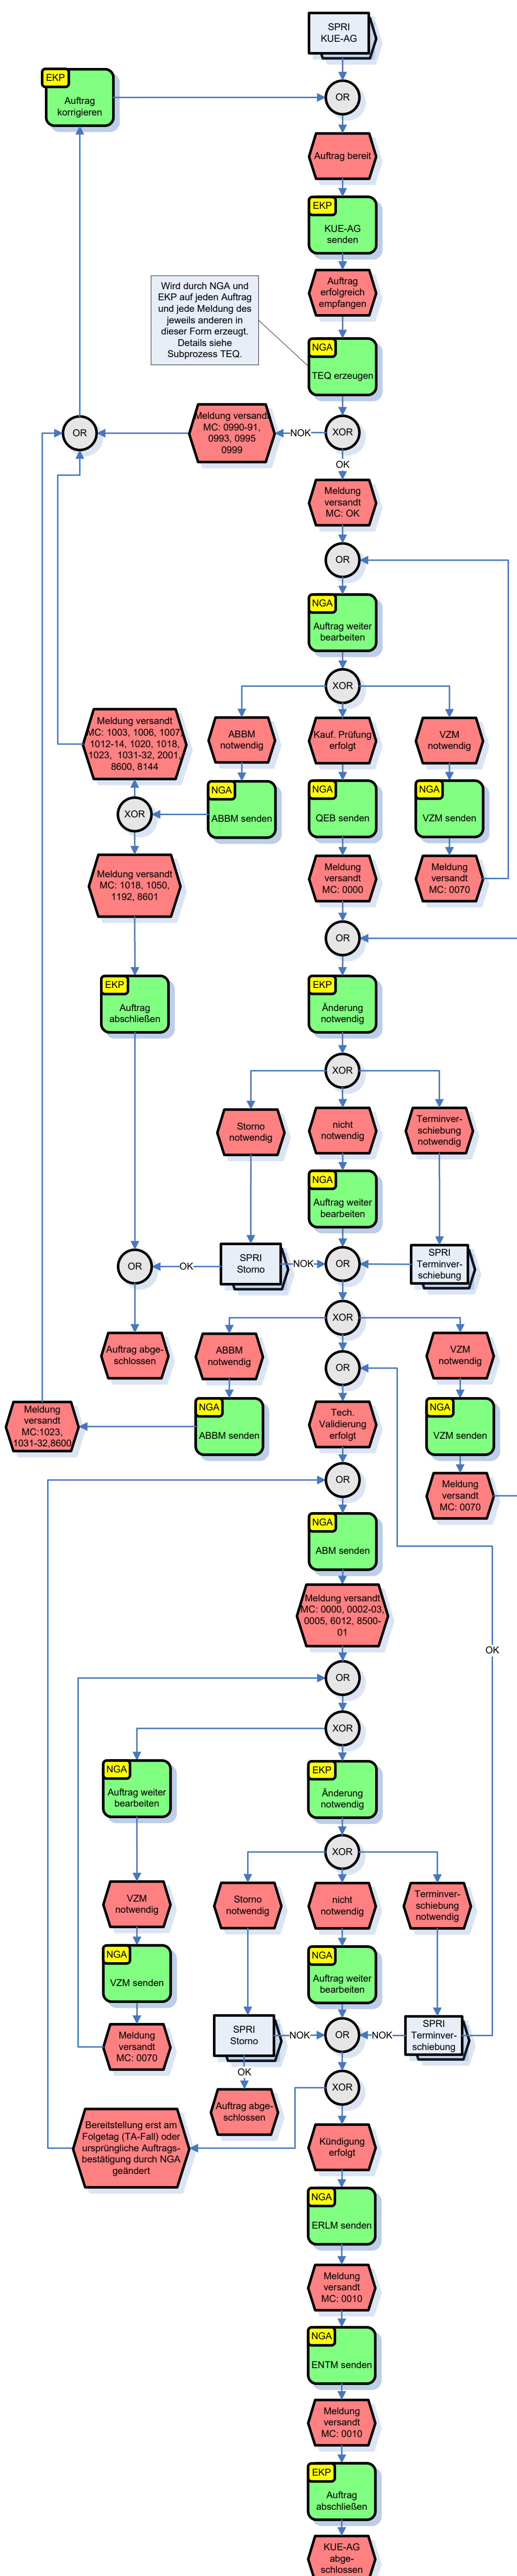 SPRI
KUE-AG
EKP
Auftrag
korrigieren
OR
Auftrag bereit
EKP
KUE-AG
senden
Auftrag
erfolgreich
empfangen
Wird durch NGA und
EKP auf jeden Auftrag
und jede Meldung des
jeweils anderen in
dieser Form erzeugt.
Details siehe
Subprozess TEQ.
NGA
TEQ erzeugen
OR
Meldung versandt
MC: 0990-91,
0993, 0995
0999
NOK
XOR
OK
Meldung
versandt
MC: OK
OR
NGA
Auftrag weiter
bearbeiten
XOR
Meldung versandt
MC: 1003, 1006, 1007,
1012-14, 1020, 1018,
1023, 1031-32, 2001,
8600, 8144
ABBM
notwendig
Kauf. Prüfung
erfolgt
VZM
notwendig
XOR
NGA
ABBM senden
NGA
QEB senden
NGA
VZM senden
Meldung versandt
MC: 1018, 1050,
1192, 8601
Meldung
versandt
MC: 0000
Meldung
versandt
MC: 0070
OR
EKP
Auftrag
abschließen
EKP
Änderung
notwendig
XOR
Storno
notwendig
nicht
notwendig
Terminver-
schiebung
notwendig
NGA
Auftrag weiter
bearbeiten
OR
OK
SPRI
Storno
NOK
OR
SPRI
Terminver-
schiebung
XOR
Auftrag abge-
schlossen
ABBM
notwendig
OR
VZM
notwendig
Meldung
versandt
MC:1023,
1031-32,8600
NGA
ABBM senden
Tech.
Validierung
erfolgt
NGA
VZM senden
OR
Meldung
versandt
MC: 0070
NGA
ABM senden
Meldung versandt
MC: 0000, 0002-03,
0005, 6012, 8500-
01
OK
OR
XOR
NGA
Auftrag weiter
bearbeiten
EKP
Änderung
notwendig
XOR
VZM
notwendig
Storno
notwendig
nicht
notwendig
Terminver-
schiebung
notwendig
NGA
VZM senden
NGA
Auftrag weiter
bearbeiten
Meldung
versandt
MC: 0070
SPRI
Storno
NOK
OR
NOK
SPRI
Terminver-
schiebung
OK
XOR
Auftrag abge-
schlossen
Bereitstellung erst am
Folgetag (TA-Fall) oder
ursprüngliche Auftrags-
bestätigung durch NGA
geändert
Kündigung
erfolgt
NGA
ERLM senden
Meldung
versandt
MC: 0010
NGA
ENTM senden
Meldung
versandt
MC: 0010
EKP
Auftrag
abschließen
KUE-AG
abge-
schlossen